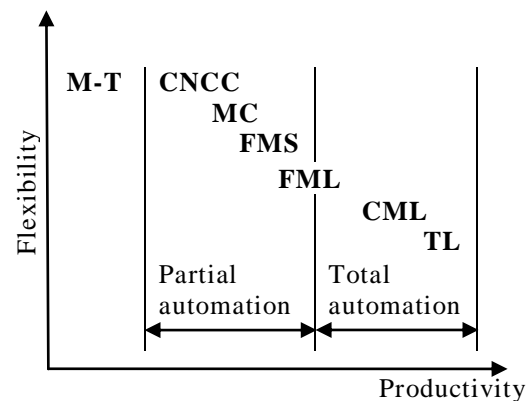 M-T CNCC
MC
FMS
FML
CML
TL
Flexibility
Partial
automation
Total
automation
Productivity